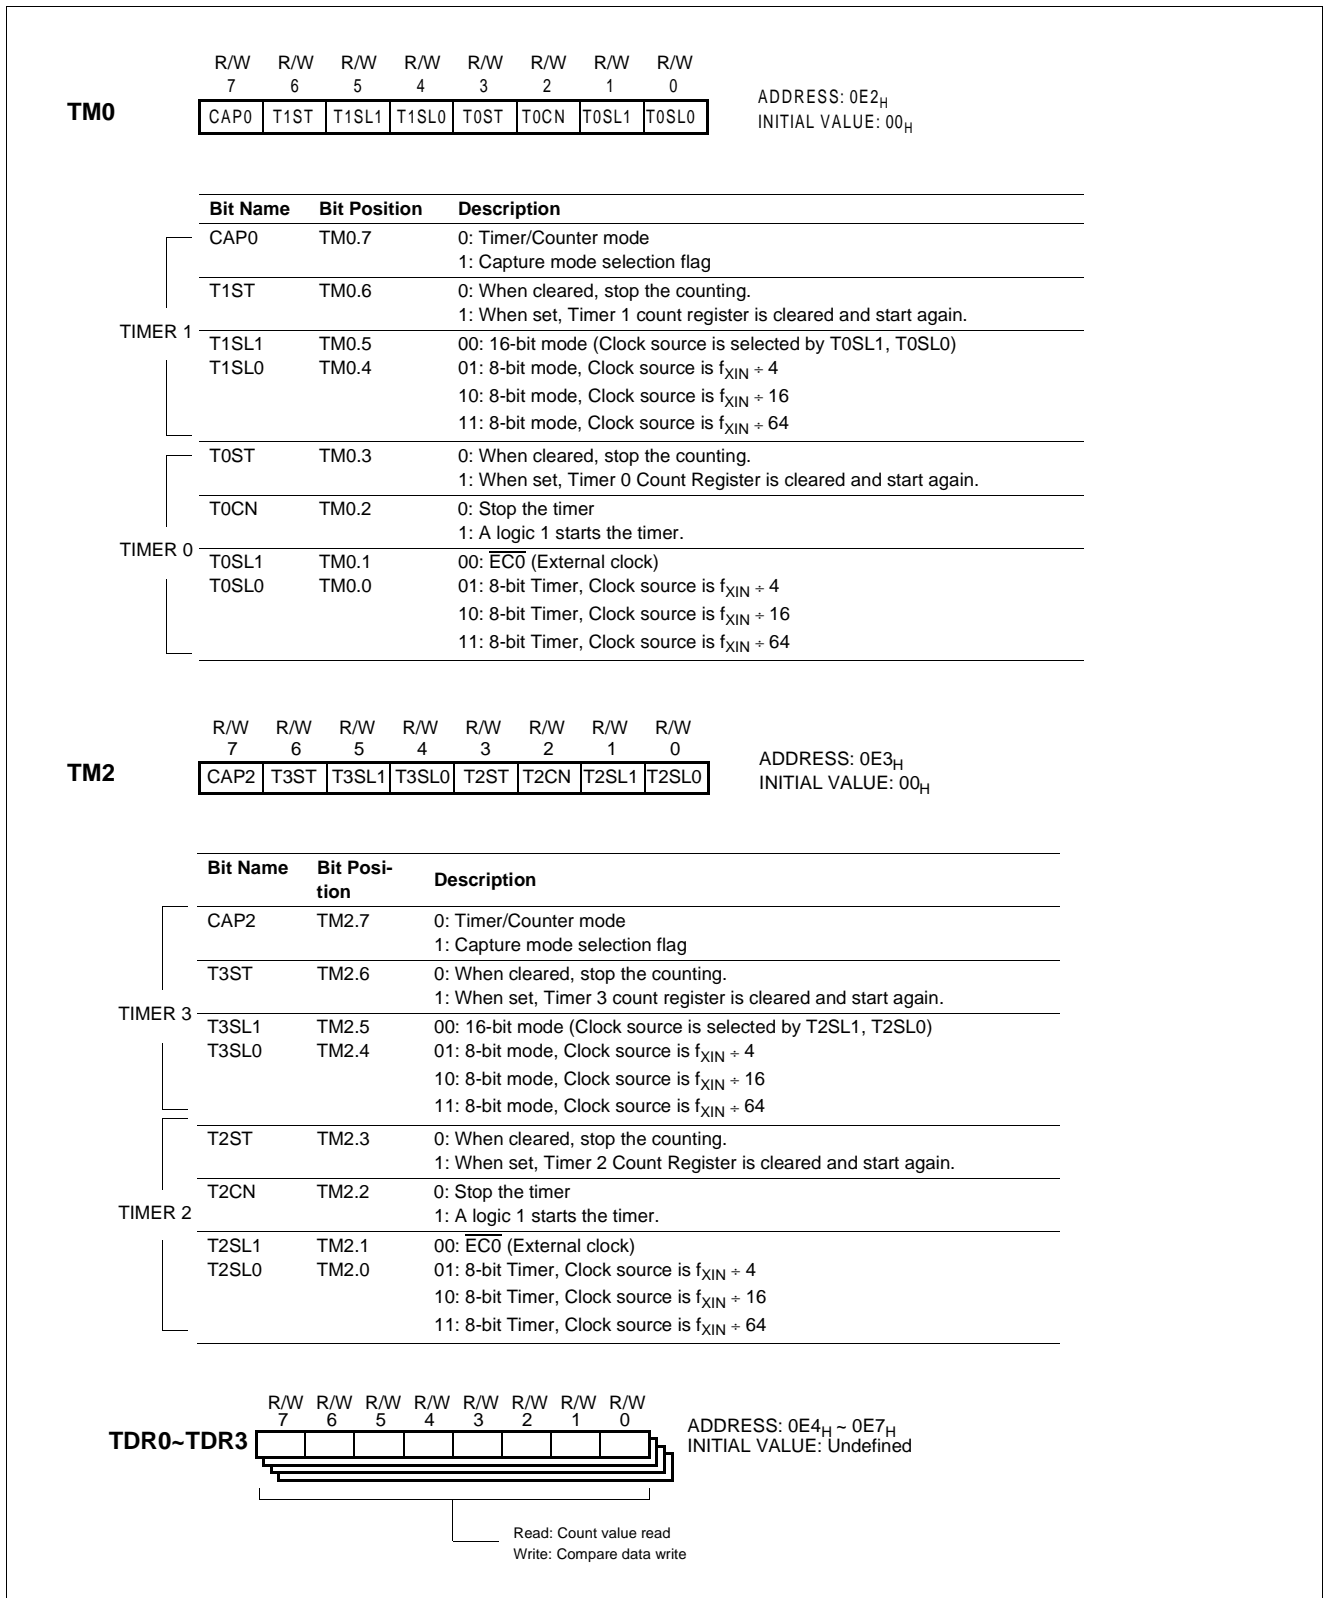 R/W R/W R/W R/W R/W R/W R/W R/W
7 6 5 4 3 2 1 0
TM0 CAP0 T1ST T1SL1 T1SL0 T0ST T0CN T0SL1 T0SL0
ADDRESS: 0E2H
INITIAL VALUE: 00H
Bit Name Bit Position Description
CAP0 TM0.7 0: Timer/Counter mode
1: Capture mode selection flag
T1ST TM0.6 0: When cleared, stop the counting.
1: When set, Timer 1 count register is cleared and start again.
TIMER 1
T1SL1 TM0.5 00: 16-bit mode (Clock source is selected by T0SL1, T0SL0)
T1SL0 TM0.4 01: 8-bit mode, Clock source is fXIN ÷ 4
10: 8-bit mode, Clock source is fXIN ÷ 16
11: 8-bit mode, Clock source is fXIN ÷ 64
T0ST TM0.3 0: When cleared, stop the counting.
1: When set, Timer 0 Count Register is cleared and start again.
T0CN TM0.2 0: Stop the timer
1: A logic 1 starts the timer.
TIMER 0
T0SL1 TM0.1 00: EC0 (External clock)
T0SL0 TM0.0 01: 8-bit Timer, Clock source is fXIN ÷ 4
10: 8-bit Timer, Clock source is fXIN ÷ 16
11: 8-bit Timer, Clock source is fXIN ÷ 64
R/W R/W R/W R/W R/W R/W R/W R/W
7 6 5 4 3 2 1 0
TM2 CAP2 T3ST T3SL1 T3SL0 T2ST T2CN T2SL1 T2SL0
ADDRESS: 0E3H
INITIAL VALUE: 00H
Bit Name Bit Posi- Description
tion
CAP2 TM2.7 0: Timer/Counter mode
1: Capture mode selection flag
T3ST TM2.6 0: When cleared, stop the counting.
1: When set, Timer 3 count register is cleared and start again.
TIMER 3
T3SL1 TM2.5 00: 16-bit mode (Clock source is selected by T2SL1, T2SL0)
T3SL0 TM2.4 01: 8-bit mode, Clock source is fXIN ÷ 4
10: 8-bit mode, Clock source is fXIN ÷ 16
11: 8-bit mode, Clock source is fXIN ÷ 64
T2ST TM2.3 0: When cleared, stop the counting.
1: When set, Timer 2 Count Register is cleared and start again.
T2CN TM2.2 0: Stop the timer
1: A logic 1 starts the timer.
TIMER 2
T2SL1 TM2.1 00: EC0 (External clock)
T2SL0 TM2.0 01: 8-bit Timer, Clock source is fXIN ÷ 4
10: 8-bit Timer, Clock source is fXIN ÷ 16
11: 8-bit Timer, Clock source is fXIN ÷ 64
R/W R/W R/W R/W R/W R/W R/W R/W
7 6 5 4 3 2 1 0
TDR0~TDR3
ADDRESS: 0E4H ~ 0E7H
INITIAL VALUE: Undefined
Read: Count value read
Write: Compare data write